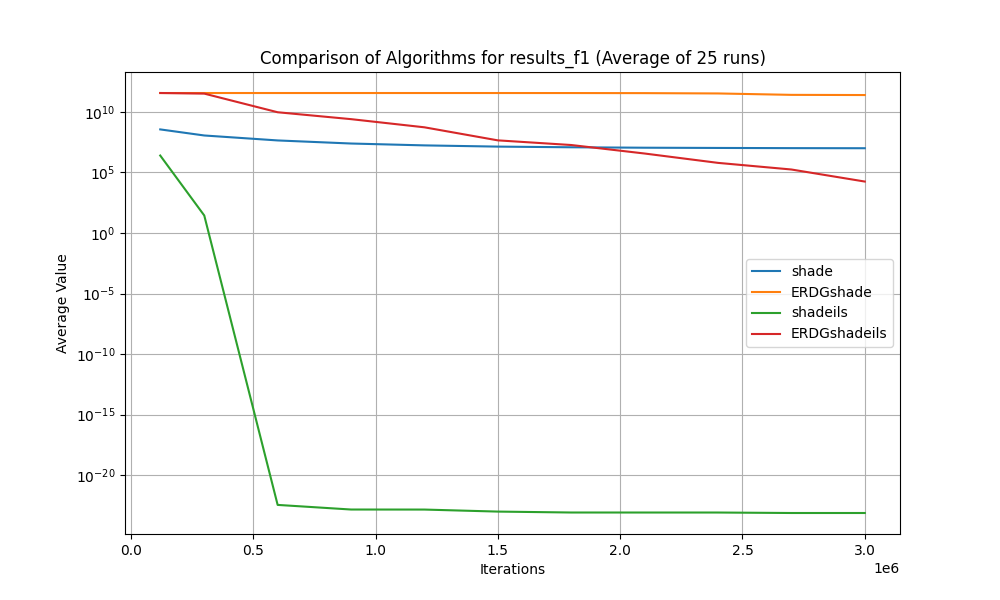 Comparison of Algorithms for results_f1 (Average of 25 runs)
Average Value
10^10
10^5
10^0
10^−5
10^−10
10^−15
10^−20
shade
ERDGshade
shadeils
ERDGshadeils
0.0 0.5 1.0 1.5 2.0 2.5 3.0
1e6
Iterations